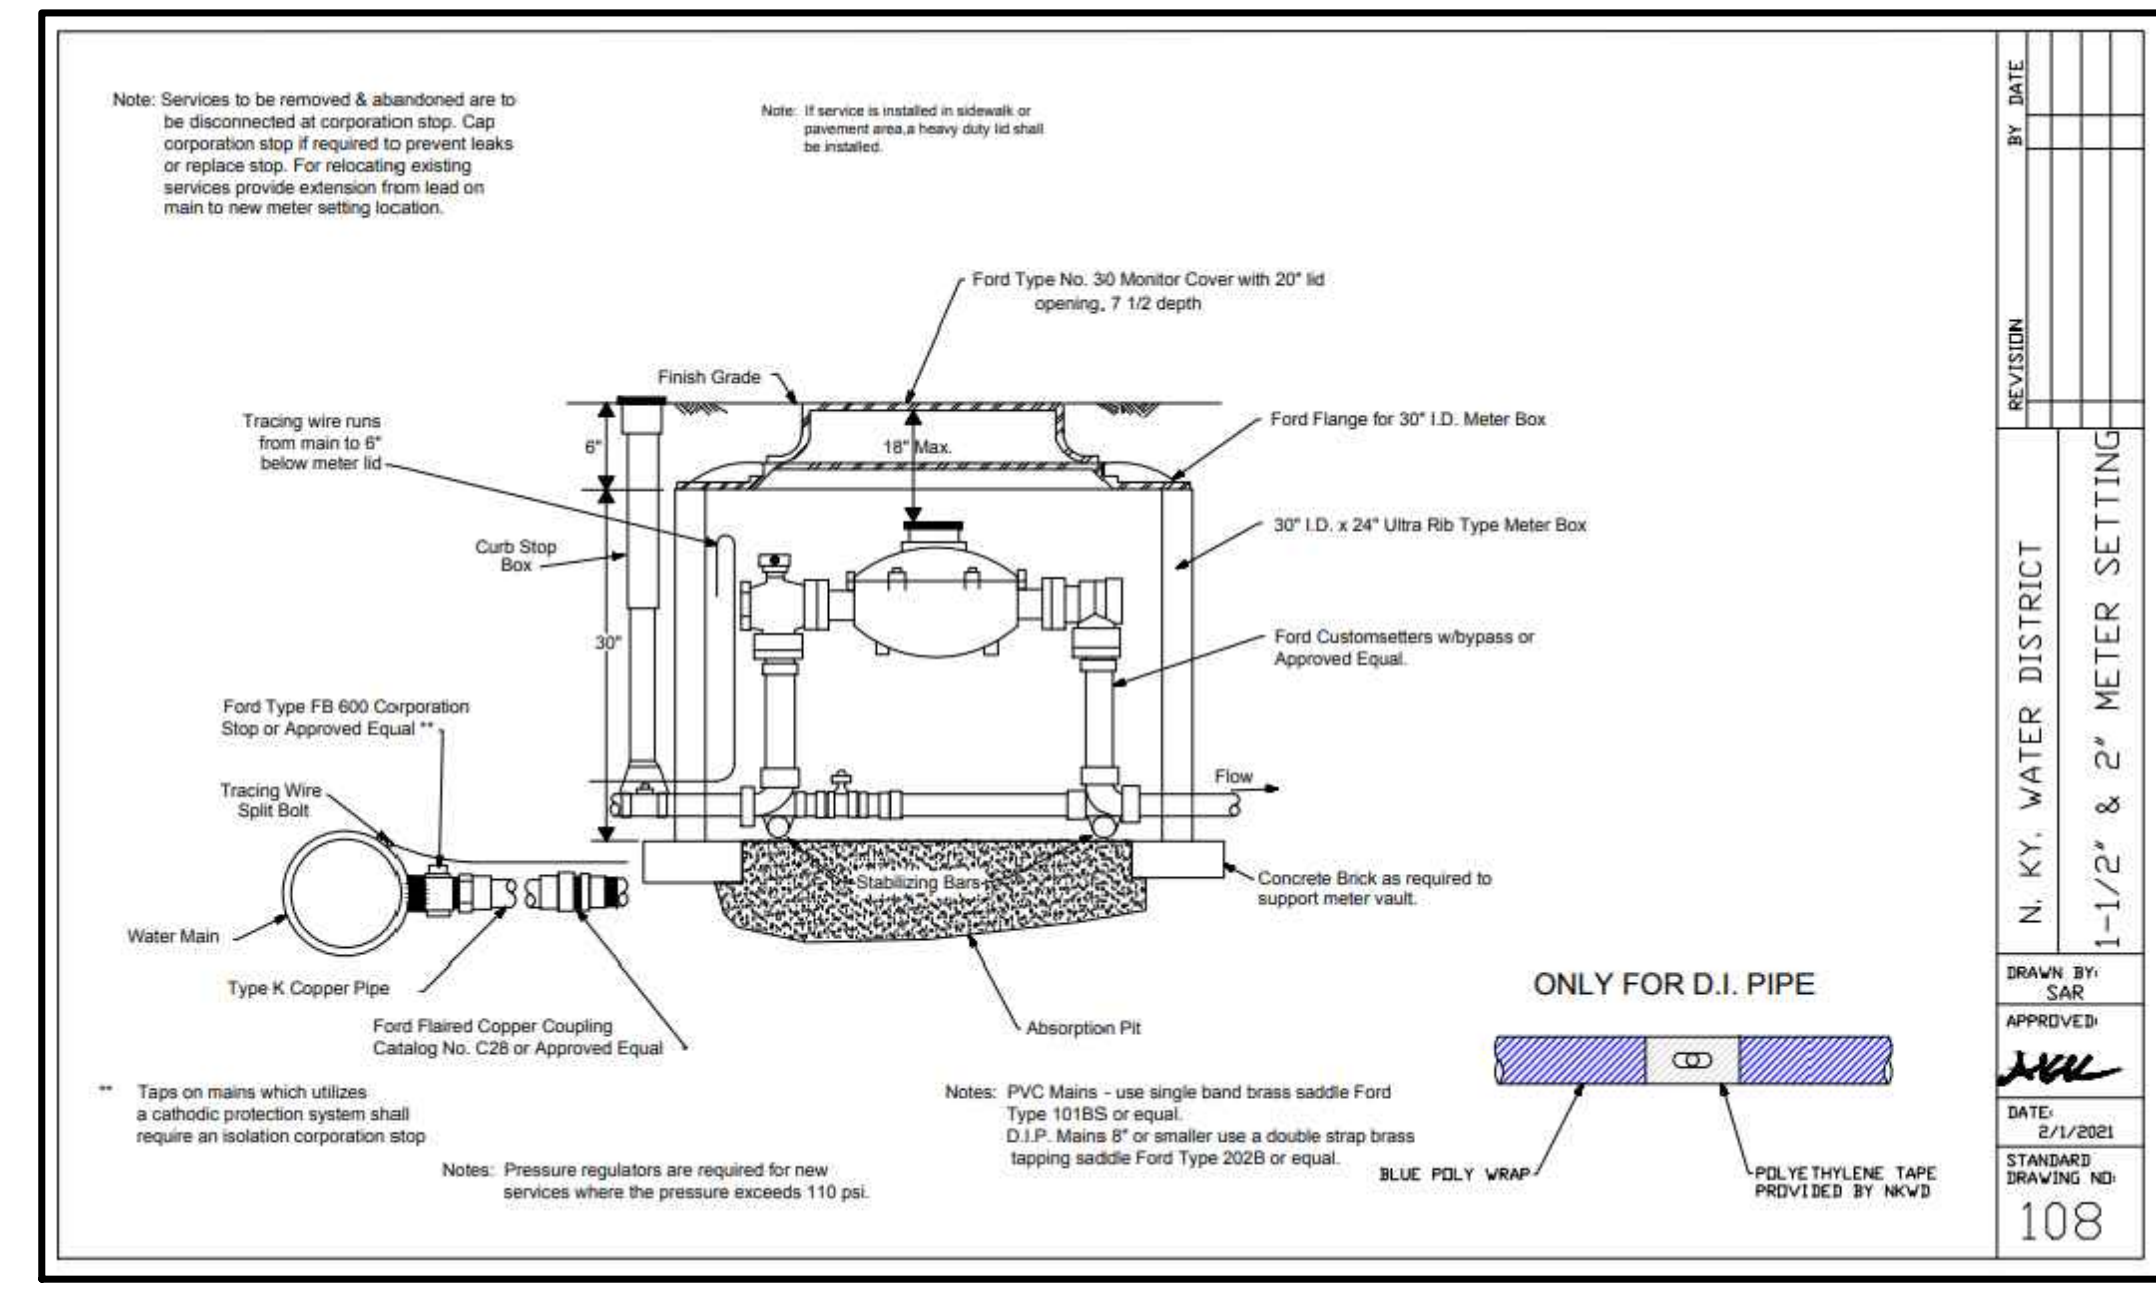 Note: Services to be removed & abandoned are to
be disconnected at corporation stop. Cap
corporation stop if required to prevent leaks
or replace stop. For relocating existing
services provide extension from lead on
main to new meter setting location.
Note: If service is installed in sidewalk or
pavement area,a heavy duty lid shall
be installed.
Ford Type No. 30 Monitor Cover with 20" lid
opening, 7 1/2 depth
Finish Grade
Tracing wire runs
from main to 6"
below meter lid
6"
18" Max.
Ford Flange for 30" I.D. Meter Box
30" I.D. x 24" Ultra Rib Type Meter Box
Curb Stop
Box
30"
Ford Customsetters w/bypass or
Approved Equal.
Ford Type FB 600 Corporation
Stop or Approved Equal **
Flow
Tracing Wire
Split Bolt
Stabilizing Bars
Concrete Brick as required to
support meter vault.
Water Main
Type K Copper Pipe
Ford Flaired Copper Coupling
Catalog No. C28 or Approved Equal
Absorption Pit
** Taps on mains which utilizes
a cathodic protection system shall
require an isolation corporation stop
Notes: Pressure regulators are required for new
services where the pressure exceeds 110 psi.
Notes: PVC Mains - use single band brass saddle Ford
Type 101BS or equal.
D.I.P. Mains 8" or smaller use a double strap brass
tapping saddle Ford Type 202B or equal.
ONLY FOR D.I. PIPE
BLUE POLY WRAP
POLYETHYLENE TAPE
PROVIDED BY NKWD
BY DATE
REVISION
N. KY. WATER DISTRICT
1-1/2" & 2" METER SETTING
DRAWN BY:
SAR
APPROVED:
DATE:
2/1/2021
STANDARD
DRAWING NO:
108